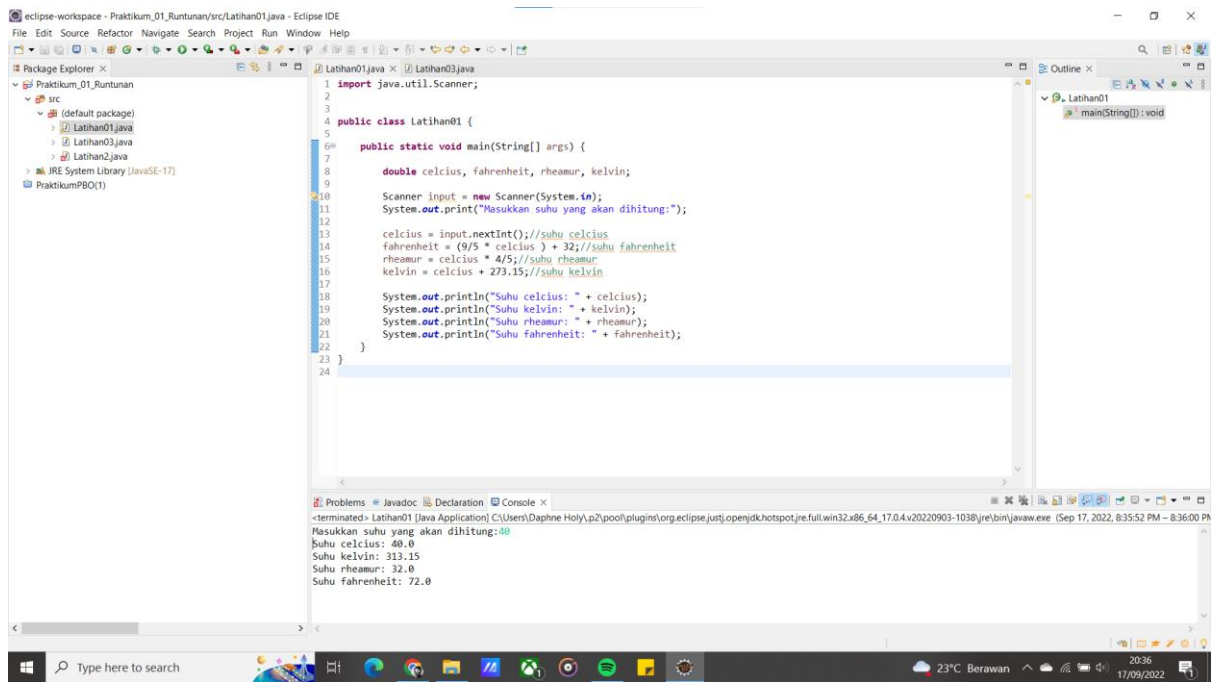 eclipse-workspace - Praktikum_01_Runtunan/src/Latihan01.java - Eclipse IDE
File Edit Source Refactor Navigate Search Project Run Window Help
Package Explorer
Praktikum_01_Runtunan
src
(default package)
Latihan01.java
Latihan03.java
Latihan2.java
JRE System Library [JavaSE-17]
PraktikumPBO(1)
Latihan01.java Latihan03.java
1 import java.util.Scanner;
2
3
4 public class Latihan01 {
5
6 public static void main(String[] args) {
7
8 double celcius, fahrenheit, rheamur, kelvin;
9
10 Scanner input = new Scanner(System.in);
11 System.out.print("Masukkan suhu yang akan dihitung:");
12
13 celcius = input.nextInt();//suhu celcius
14 fahrenheit = (9/5 * celcius ) + 32;//suhu fahrenheit
15 rheamur = celcius * 4/5;//suhu rheamur
16 kelvin = celcius + 273.15;//suhu kelvin
17
18 System.out.println("Suhu celcius: " + celcius);
19 System.out.println("Suhu kelvin: " + kelvin);
20 System.out.println("Suhu rheamur: " + rheamur);
21 System.out.println("Suhu fahrenheit: " + fahrenheit);
22 }
23 }
24
Outline
Latihan01
main(String[]) : void
Problems Javadoc Declaration Console
<terminated> Latihan01 [Java Application] C:\Users\Daphne Holy\.p2\pool\plugins\org.eclipse.justj.openjdk.hotspot.jre.full.win32.x86_64_17.0.4.v20220903-1038\jre\bin\javaw.exe (Sep 17, 2022, 8:35:52 PM – 8:36:00 PM
Masukkan suhu yang akan dihitung:40
Suhu celcius: 40.0
Suhu kelvin: 313.15
Suhu rheamur: 32.0
Suhu fahrenheit: 72.0
Type here to search
23°C Berawan
20:36
17/09/2022